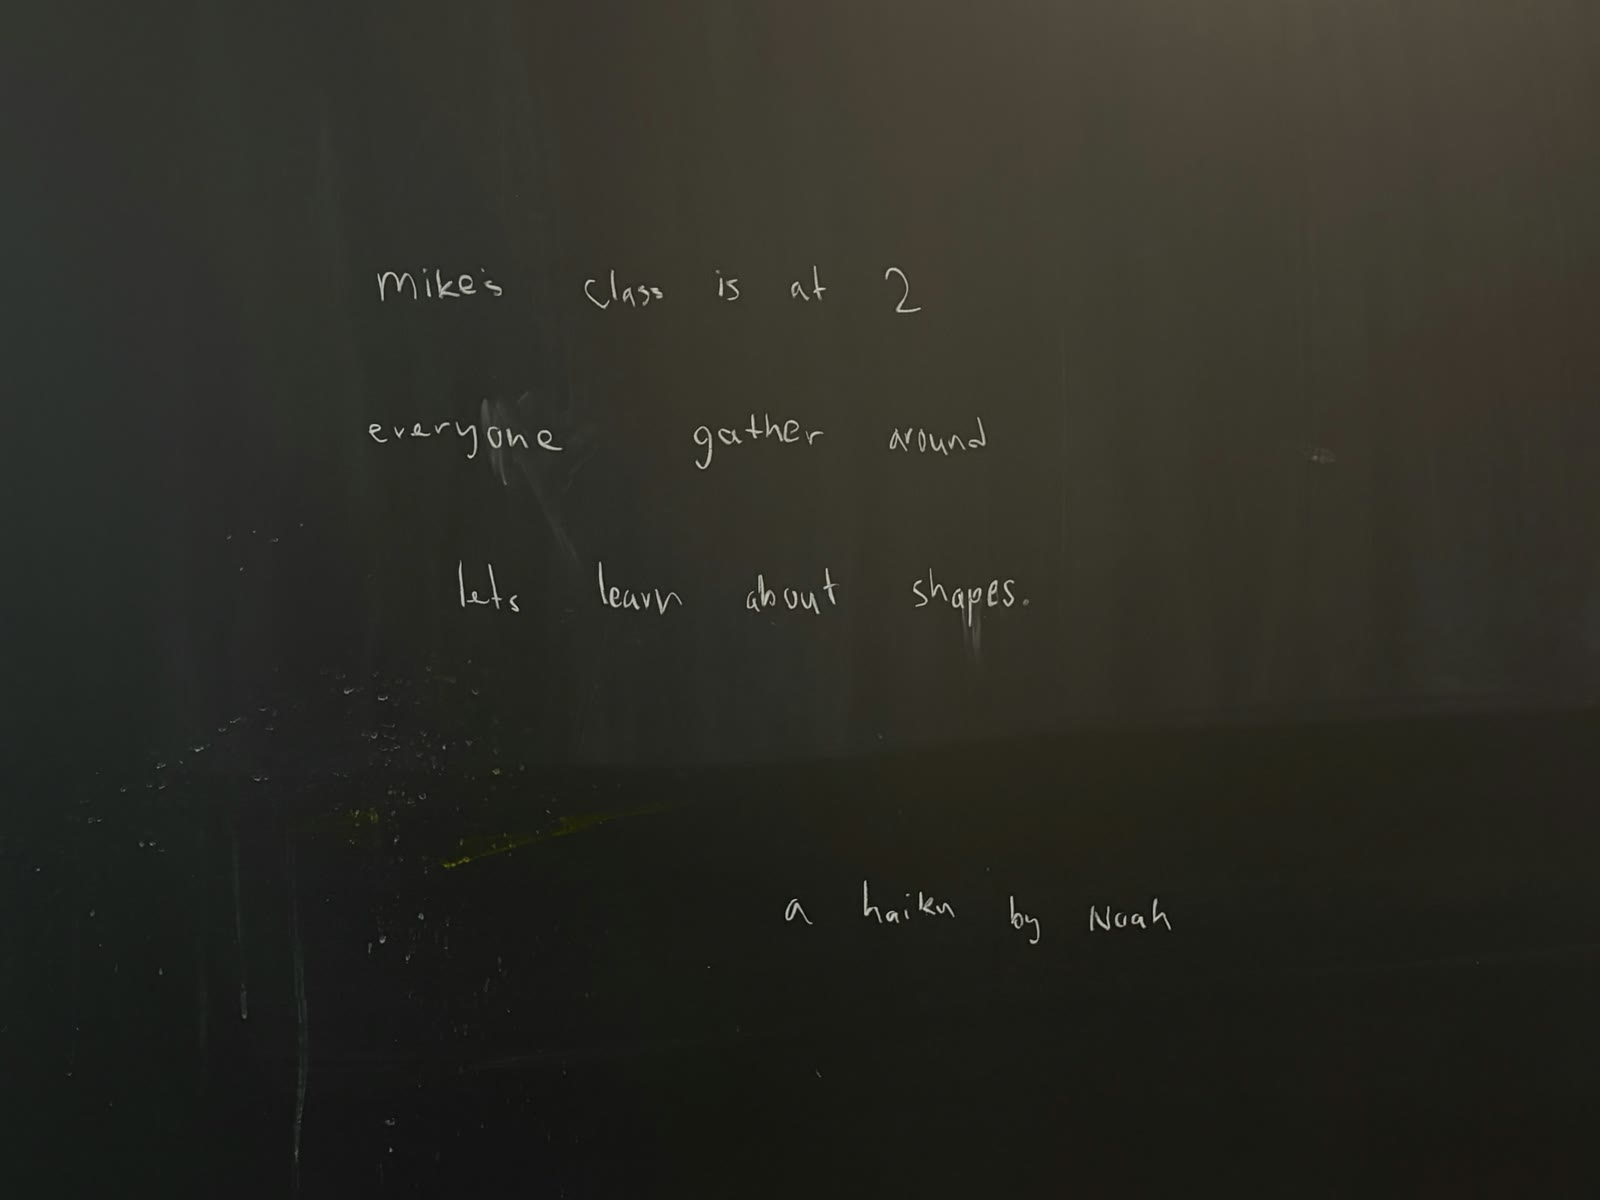 Mike's class is at 2
everyone gather around
lets learn about shapes.
a haiku by Noah